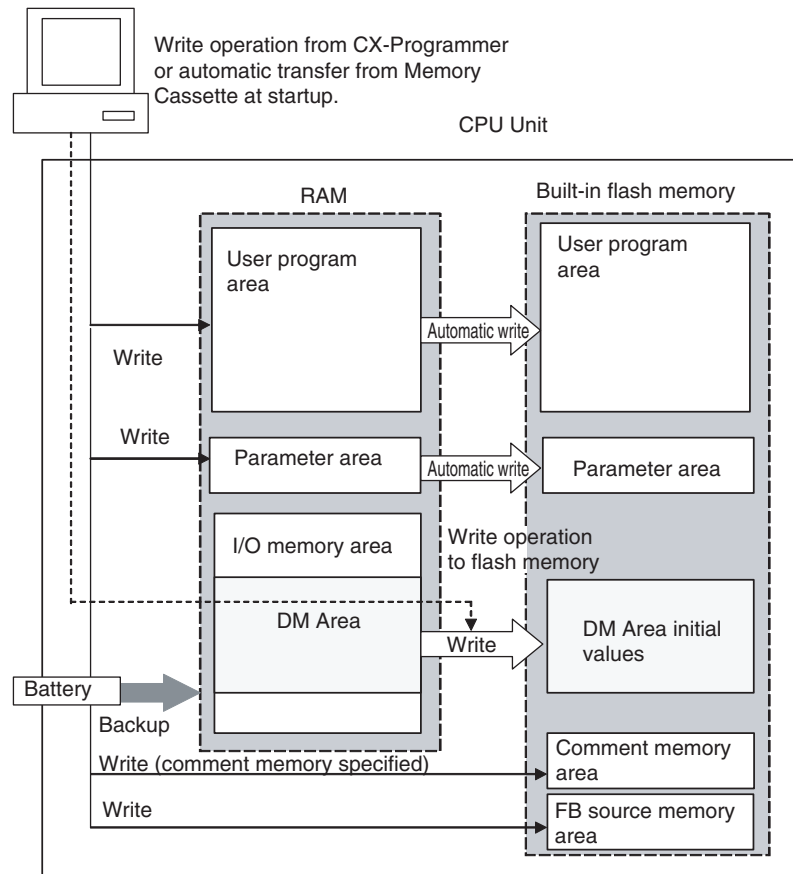 Write operation from CX-Programmer
or automatic transfer from Memory
Cassette at startup.
CPU Unit
RAM
Built-in flash memory
User program
area
User program
area
Automatic write
Write
Write
Parameter area
Automatic write
Parameter area
I/O memory area
Write operation
to flash memory
DM Area
Write
DM Area initial
values
Battery
Backup
Write (comment memory specified)
Comment memory
area
Write
FB source memory
area